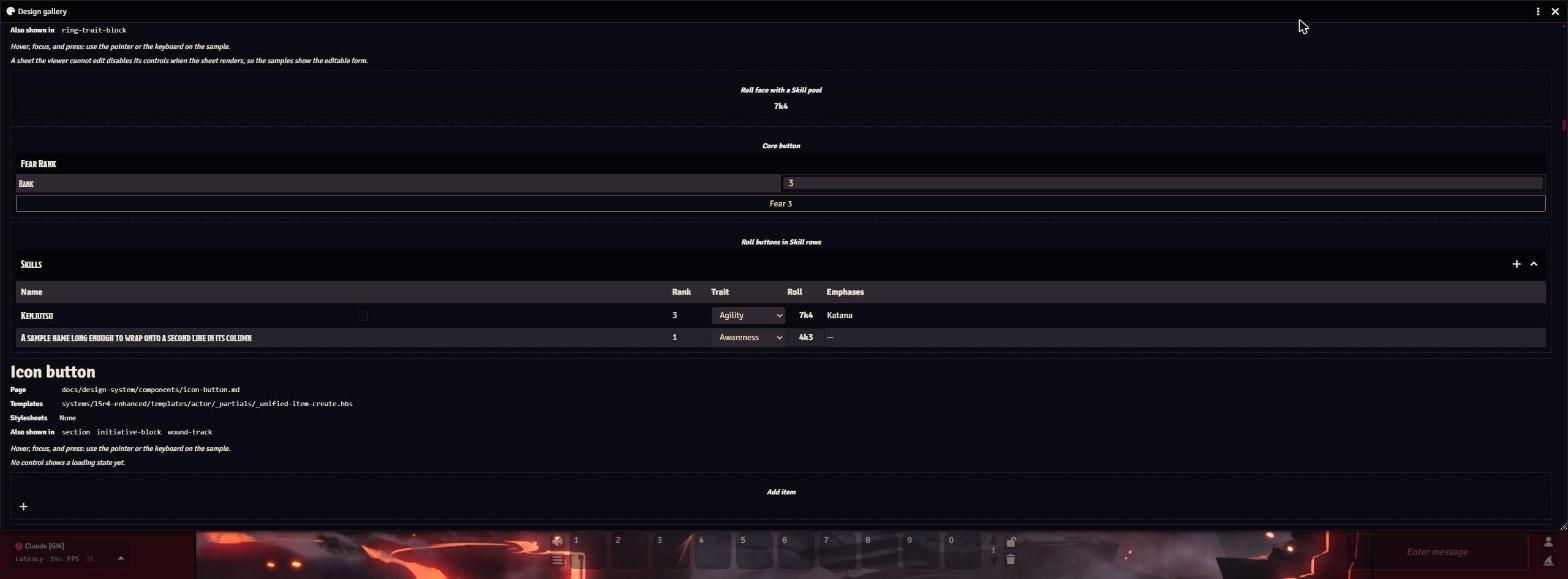 Design gallery
Also shown in ring-trait-block
Hover, focus, and press: use the pointer or the keyboard on the sample.
A sheet the viewer cannot edit disables its controls when the sheet renders, so the samples show the editable form.
Roll face with a Skill pool
7k4
Core button
Fear Rank
Rank 3
Fear 3
Roll buttons in Skill rows
Skills
Name Rank Trait Roll Emphases
Kenjutsu 3 Agility 7k4 Katana
A sample name long enough to wrap onto a second line in its column 1 Awareness 4k3 —
Icon button
Page docs/design-system/components/icon-button.md
Templates systems/l5r4-enhanced/templates/actor/_partials/_unified-item-create.hbs
Stylesheets None
Also shown in section initiative-block wound-track
Hover, focus, and press: use the pointer or the keyboard on the sample.
No control shows a loading state yet.
Add item
Claude [GM]
Latency 3ms FPS 28
1 2 3 4 5 6 7 8 9 0
1
Enter message